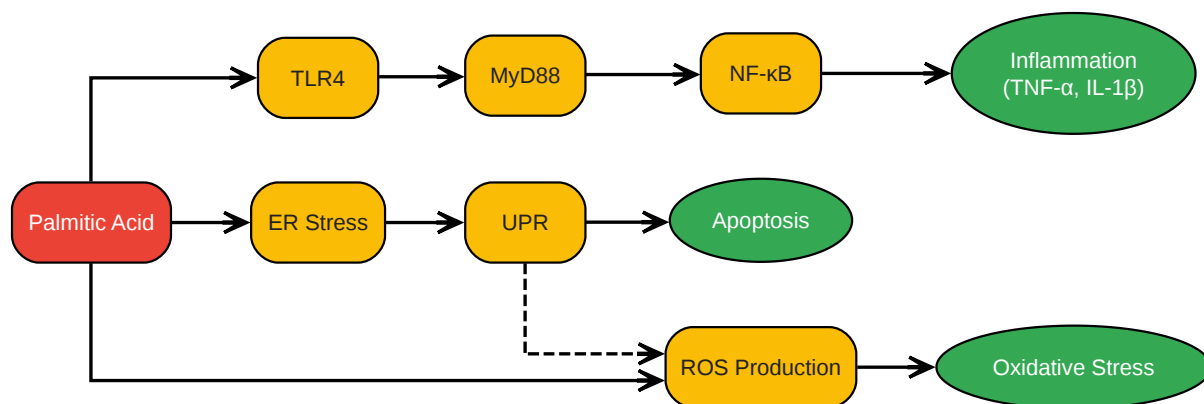 TLR4
MyD88
NF-κB
Inflammation
(TNF-α, IL-1β)
Palmitic Acid
ER Stress
UPR
Apoptosis
ROS Production
Oxidative Stress